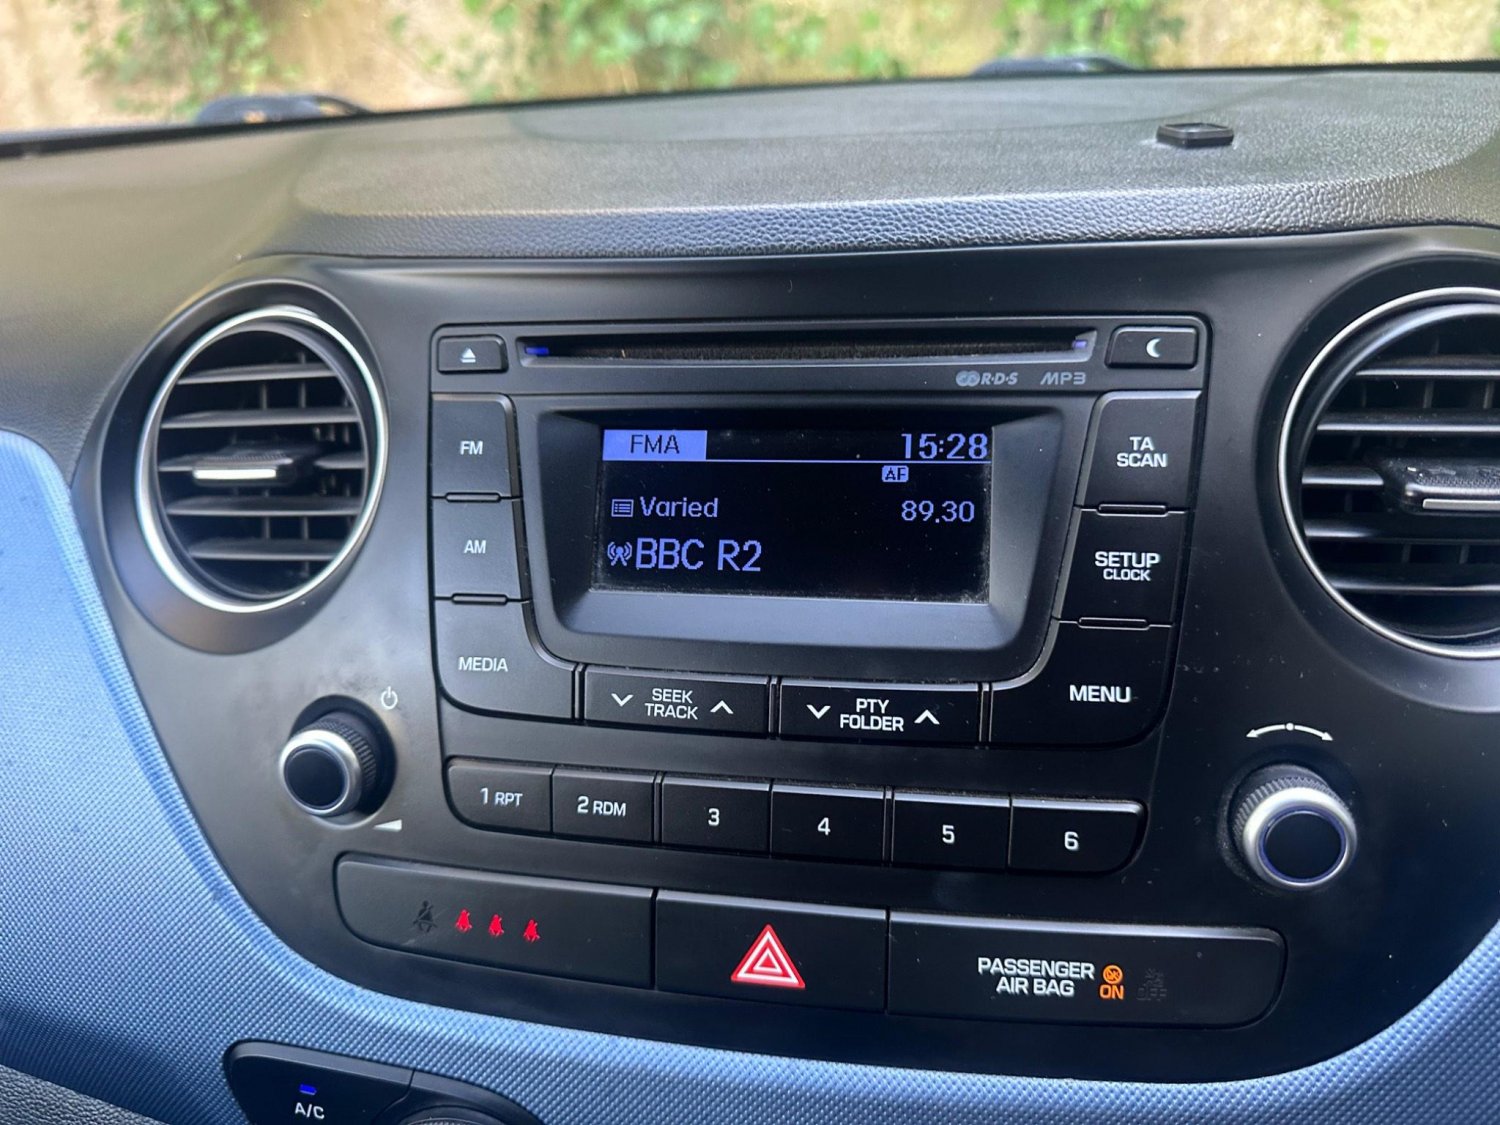 R·D·S MP3
FM
FMA 15:28
AF
TA
SCAN
Varied 89.30
AM
BBC R2
SETUP
CLOCK
MEDIA
SEEK
TRACK
PTY
FOLDER
MENU
1 RPT 2 RDM 3 4 5 6
PASSENGER
AIR BAG ON
A/C